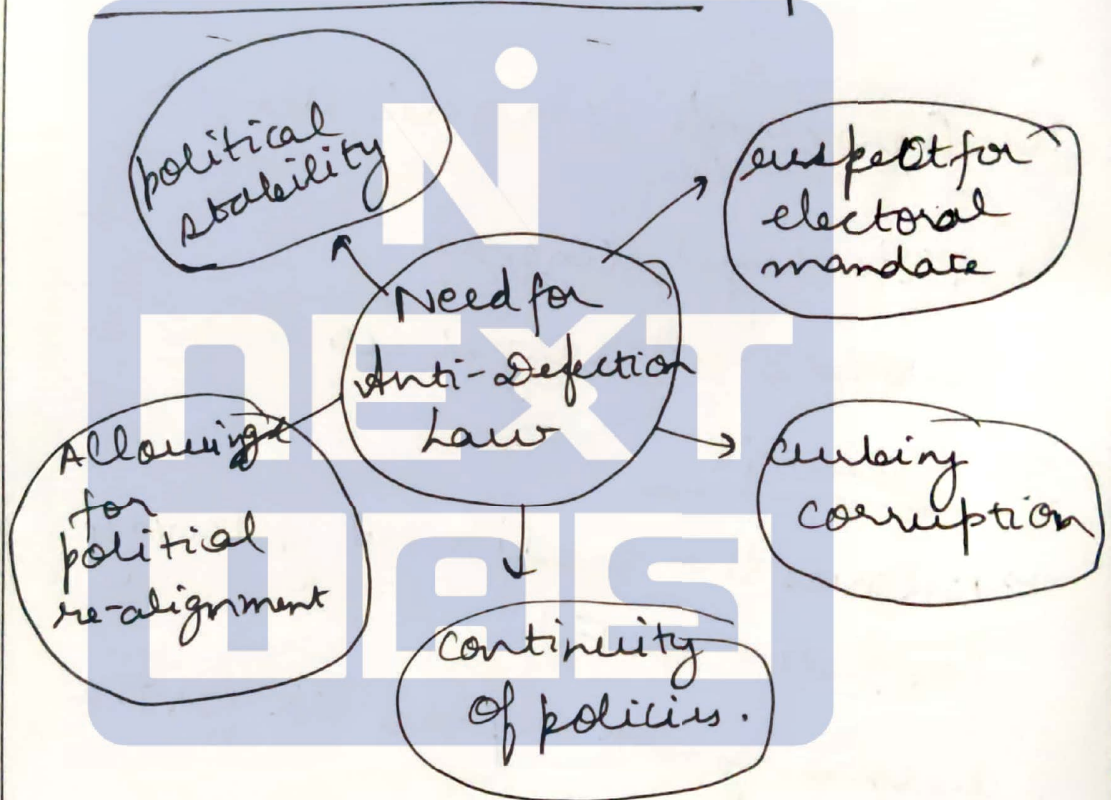 political
stability
respect for
electoral
mandate
Need for
Anti-Defection
Law
Allowing
for
political
re-alignment
curbing
corruption
continuity
of policies.
Ni
NEXT
IAS